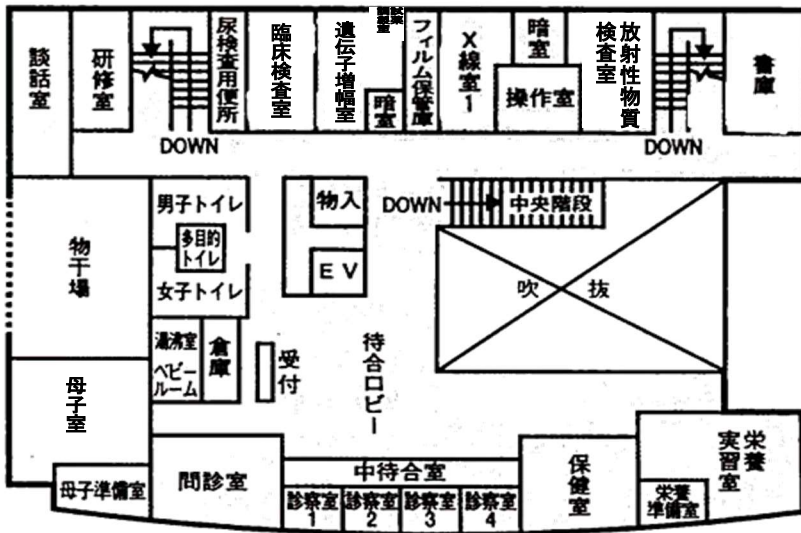 談話室
研修室
尿検査用便所
臨床検査室
遺伝子増幅室
暗室
フィルム保管庫
X線室1
暗室
操作室
放射性物質
検査室
書庫
DOWN
DOWN
物干場
男子トイレ
多目的
トイレ
女子トイレ
物入
EV
DOWN
中央階段
吹抜
湯沸室
ベビー
ルーム
倉庫
受付
待合ロビー
母子室
母子準備室
問診室
中待合室
診察室
1
診察室
2
診察室
3
診察室
4
保健室
栄養
実習室
栄養
準備室